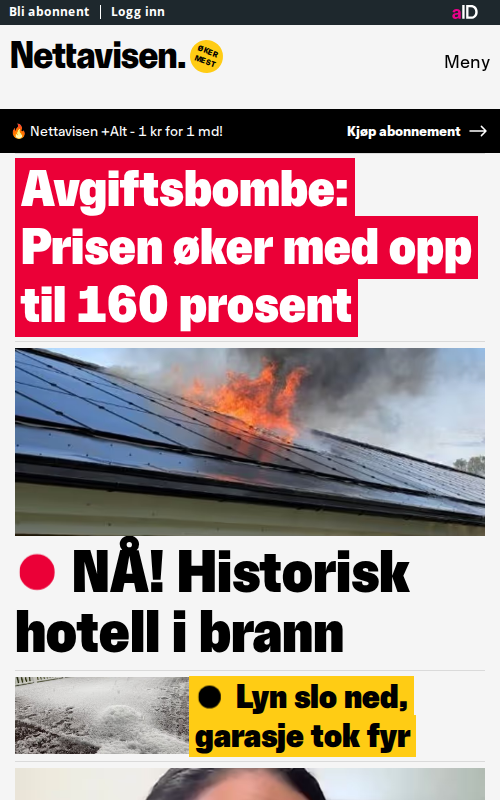 Bli abonnent | Logg inn
aID
Nettavisen.
ØKER
MEST
Meny
Nettavisen +Alt - 1 kr for 1 md!
Kjøp abonnement
Avgiftsbombe:
Prisen øker med opp
til 160 prosent
NÅ! Historisk
hotell i brann
Lyn slo ned,
garasje tok fyr